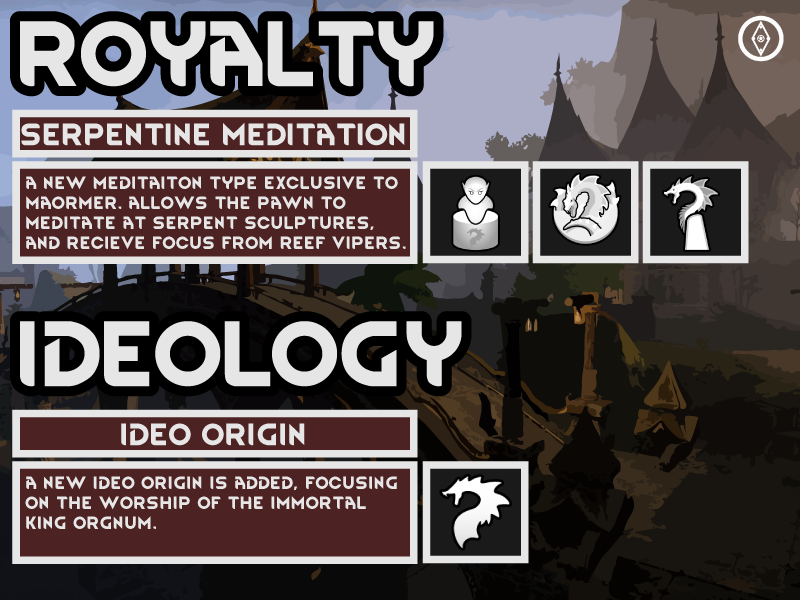 ROYALTY
SERPENTINE MEDITATION
A NEW MEDITAITON TYPE EXCLUSIVE TO
MAORMER. ALLOWS THE PAWN TO
MEDITATE AT SERPENT SCULPTURES,
AND RECIEVE FOCUS FROM REEF VIPERS.
IDEOLOGY
IDEO ORIGIN
A NEW IDEO ORIGIN IS ADDED, FOCUSING
ON THE WORSHIP OF THE IMMORTAL
KING ORGNUM.